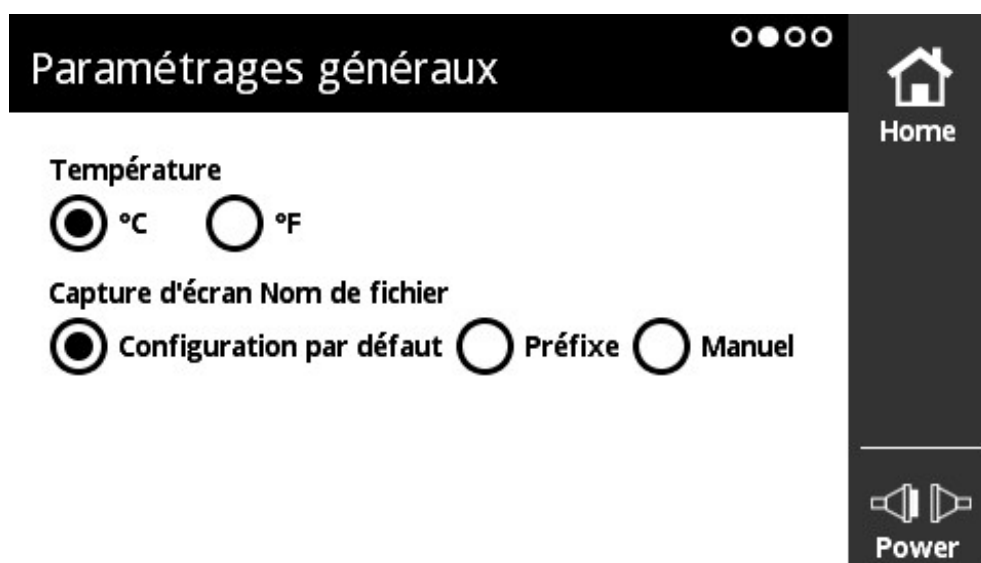 Paramétrages généraux
Home
Température
°C °F
Capture d'écran Nom de fichier
Configuration par défaut Préfixe Manuel
Power